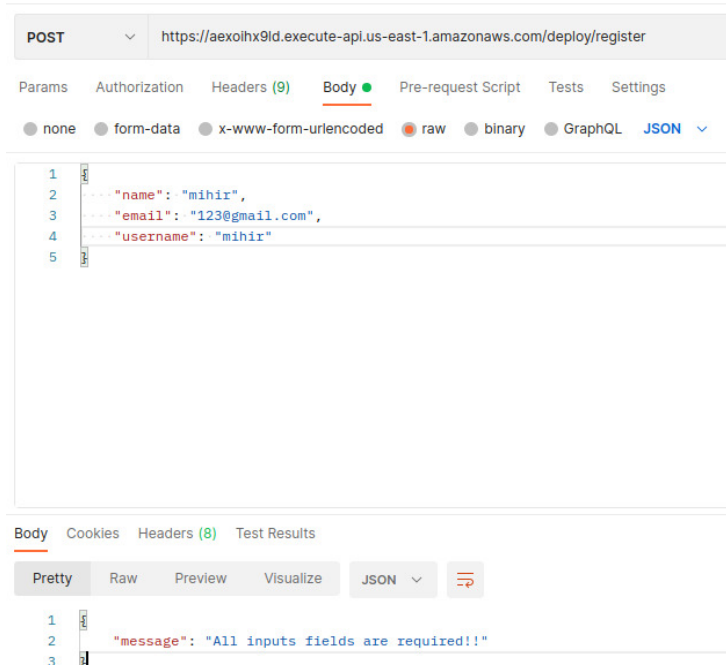 POST https://aexoihx9ld.execute-api.us-east-1.amazonaws.com/deploy/register
Params Authorization Headers (9) Body Pre-request Script Tests Settings
none form-data x-www-form-urlencoded raw binary GraphQL JSON
1 {
2 "name": "mihir",
3 "email": "123@gmail.com",
4 "username": "mihir"
5 }
Body Cookies Headers (8) Test Results
Pretty Raw Preview Visualize JSON
1 {
2 "message": "All inputs fields are required!!"
3 }